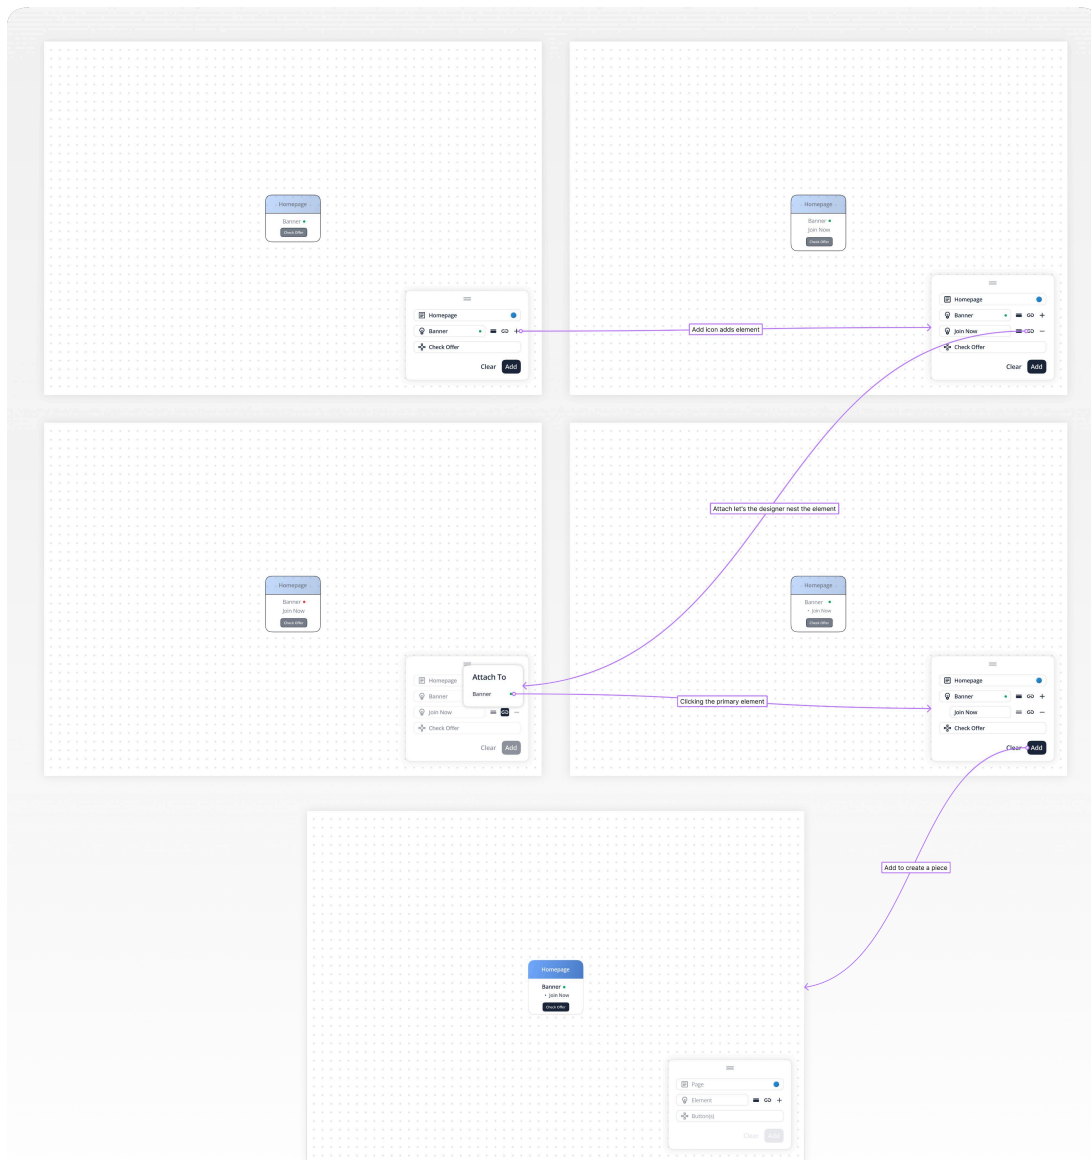 Homepage
Banner
Check Offer
Homepage
Banner
Check Offer
Clear Add
Add icon adds element
Homepage
Banner
Join Now
Check Offer
Homepage
Banner
Join Now
Check Offer
Clear Add
Attach let's the designer nest the element
Homepage
Banner
Join Now
Check Offer
Homepage
Banner
Join Now
Check Offer
Clear Add
Attach To
Banner
Clicking the primary element
Homepage
Banner
• Join Now
Check Offer
Homepage
Banner
Join Now
Check Offer
Clear Add
Add to create a piece
Homepage
Banner
• Join Now
Check Offer
Page
Element
Button(s)
Clear Add